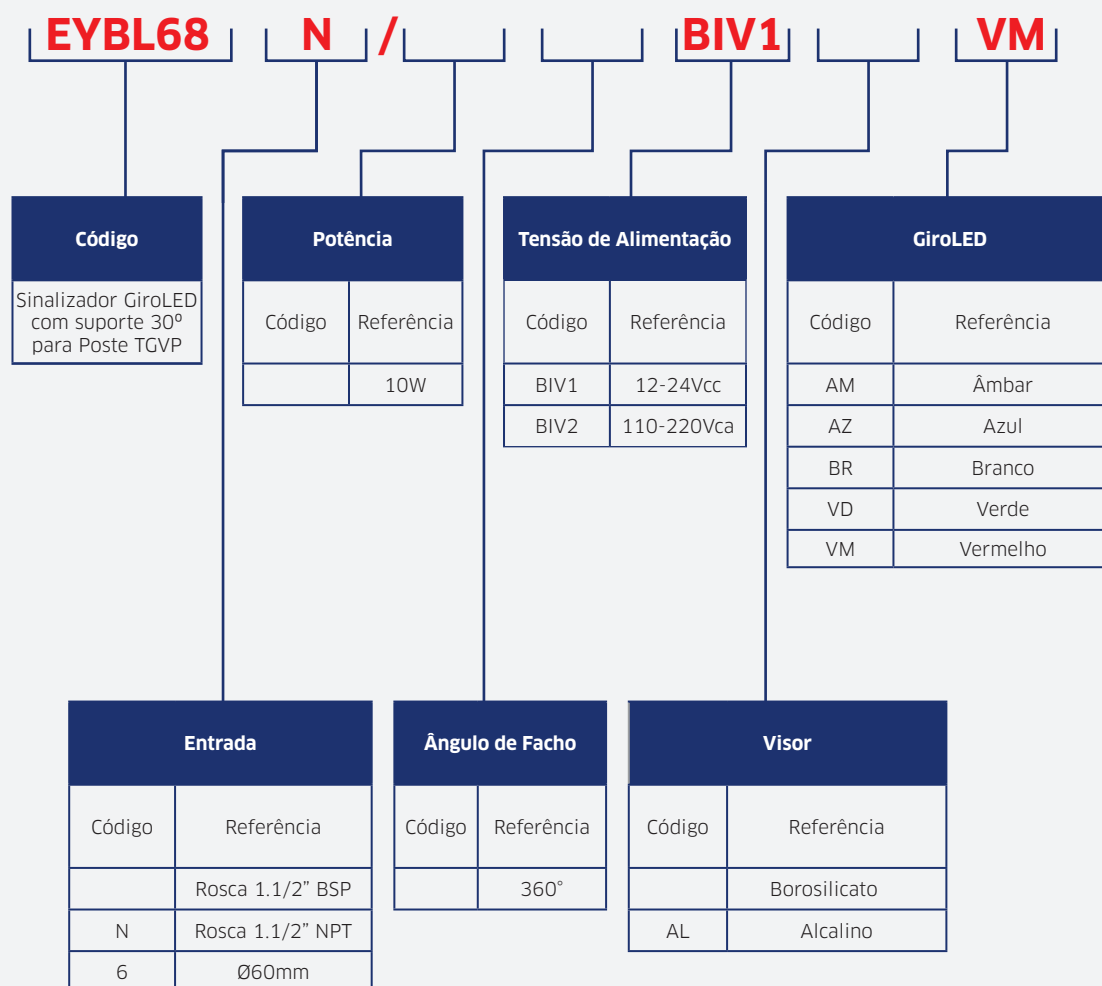 EYBL68 N / BIV1 VM
Código
Sinalizador GiroLED
com suporte 30º
para Poste TGVP
Potência
Código Referência
10W
Tensão de Alimentação
Código Referência
BIV1 12-24Vcc
BIV2 110-220Vca
GiroLED
Código Referência
AM Âmbar
AZ Azul
BR Branco
VD Verde
VM Vermelho
Entrada
Código Referência
Rosca 1.1/2” BSP
N Rosca 1.1/2” NPT
6 Ø60mm
Ângulo de Facho
Código Referência
360°
Visor
Código Referência
Borosilicato
AL Alcalino